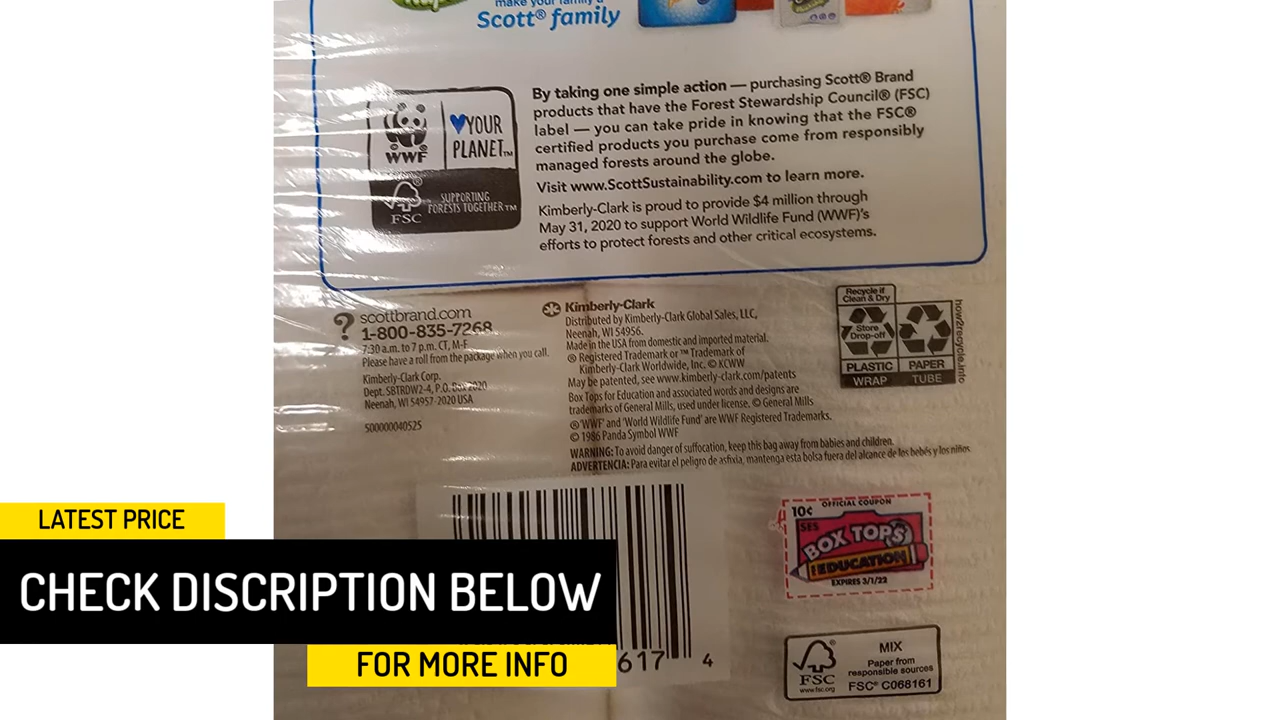 make your family a
Scott® family
WWF
YOUR
PLANET™
FSC®
SUPPORTING
FORESTS TOGETHER™
By taking one simple action — purchasing Scott® Brand
products that have the Forest Stewardship Council® (FSC)
label — you can take pride in knowing that the FSC®
certified products you purchase come from responsibly
managed forests around the globe.
Visit www.ScottSustainability.com to learn more.
Kimberly-Clark is proud to provide $4 million through
May 31, 2020 to support World Wildlife Fund (WWF)'s
efforts to protect forests and other critical ecosystems.
? scottbrand.com
1-800-835-7268
7:30 a.m. to 7 p.m. CT, M-F
Please have a roll from the package when you call.
Kimberly-Clark Corp.
Dept. SBTRDW2-4, P.O. Box 2020
Neenah, WI 54957-2020 USA
500000040525
Kimberly-Clark
Distributed by Kimberly-Clark Global Sales, LLC,
Neenah, WI 54956.
Made in the USA from domestic and imported material.
® Registered Trademark or ™ Trademark of
Kimberly-Clark Worldwide, Inc. © KCWW
May be patented, see www.kimberly-clark.com/patents
Box Tops for Education and associated words and designs are
trademarks of General Mills, used under license. © General Mills
® 'WWF' and 'World Wildlife Fund' are WWF Registered Trademarks.
© 1986 Panda Symbol WWF
WARNING: To avoid danger of suffocation, keep this bag away from babies and children.
ADVERTENCIA: Para evitar el peligro de asfixia, mantenga esta bolsa fuera del alcance de los bebés y los niños.
Recycle if
Clean & Dry
Store
Drop-off
PLASTIC
WRAP
PAPER
TUBE
how2recycle.info
OFFICIAL COUPON
10¢
BOX TOPS
EDUCATION
EXPIRES 3/1/22
617 4
FSC®
www.fsc.org
MIX
Paper from
responsible sources
FSC® C068161
LATEST PRICE
CHECK DISCRIPTION BELOW
FOR MORE INFO